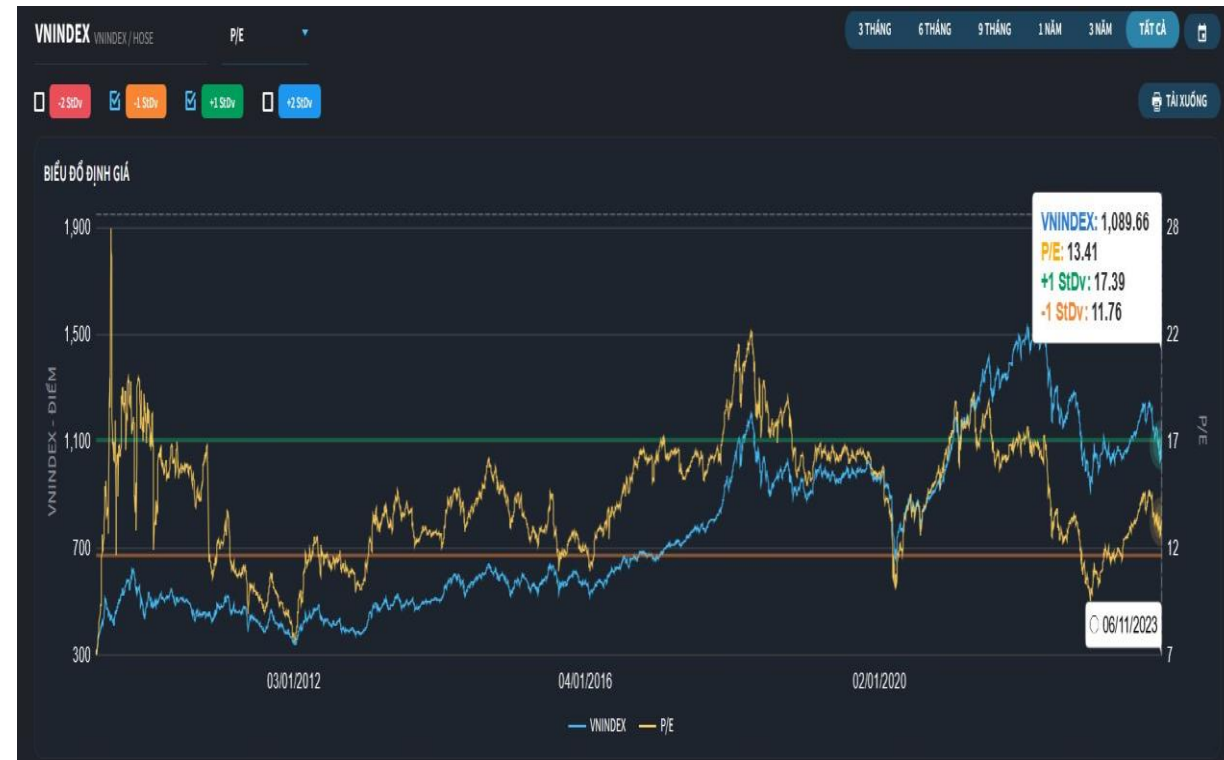 VNINDEX VNINDEX / HOSE P/E 3 THÁNG 6 THÁNG 9 THÁNG 1 NĂM 3 NĂM TẤT CẢ
-2 StDv -1 StDv +1 StDv +2 StDv TẢI XUỐNG
BIỂU ĐỒ ĐỊNH GIÁ
VNINDEX: 1,089.66
P/E: 13.41
+1 StDv: 17.39
-1 StDv: 11.76
1,900 28
1,500 22
1,100 17
700 12
300 7
VNINDEX - ĐIỂM
P/E
06/11/2023
03/01/2012 04/01/2016 02/01/2020
VNINDEX P/E